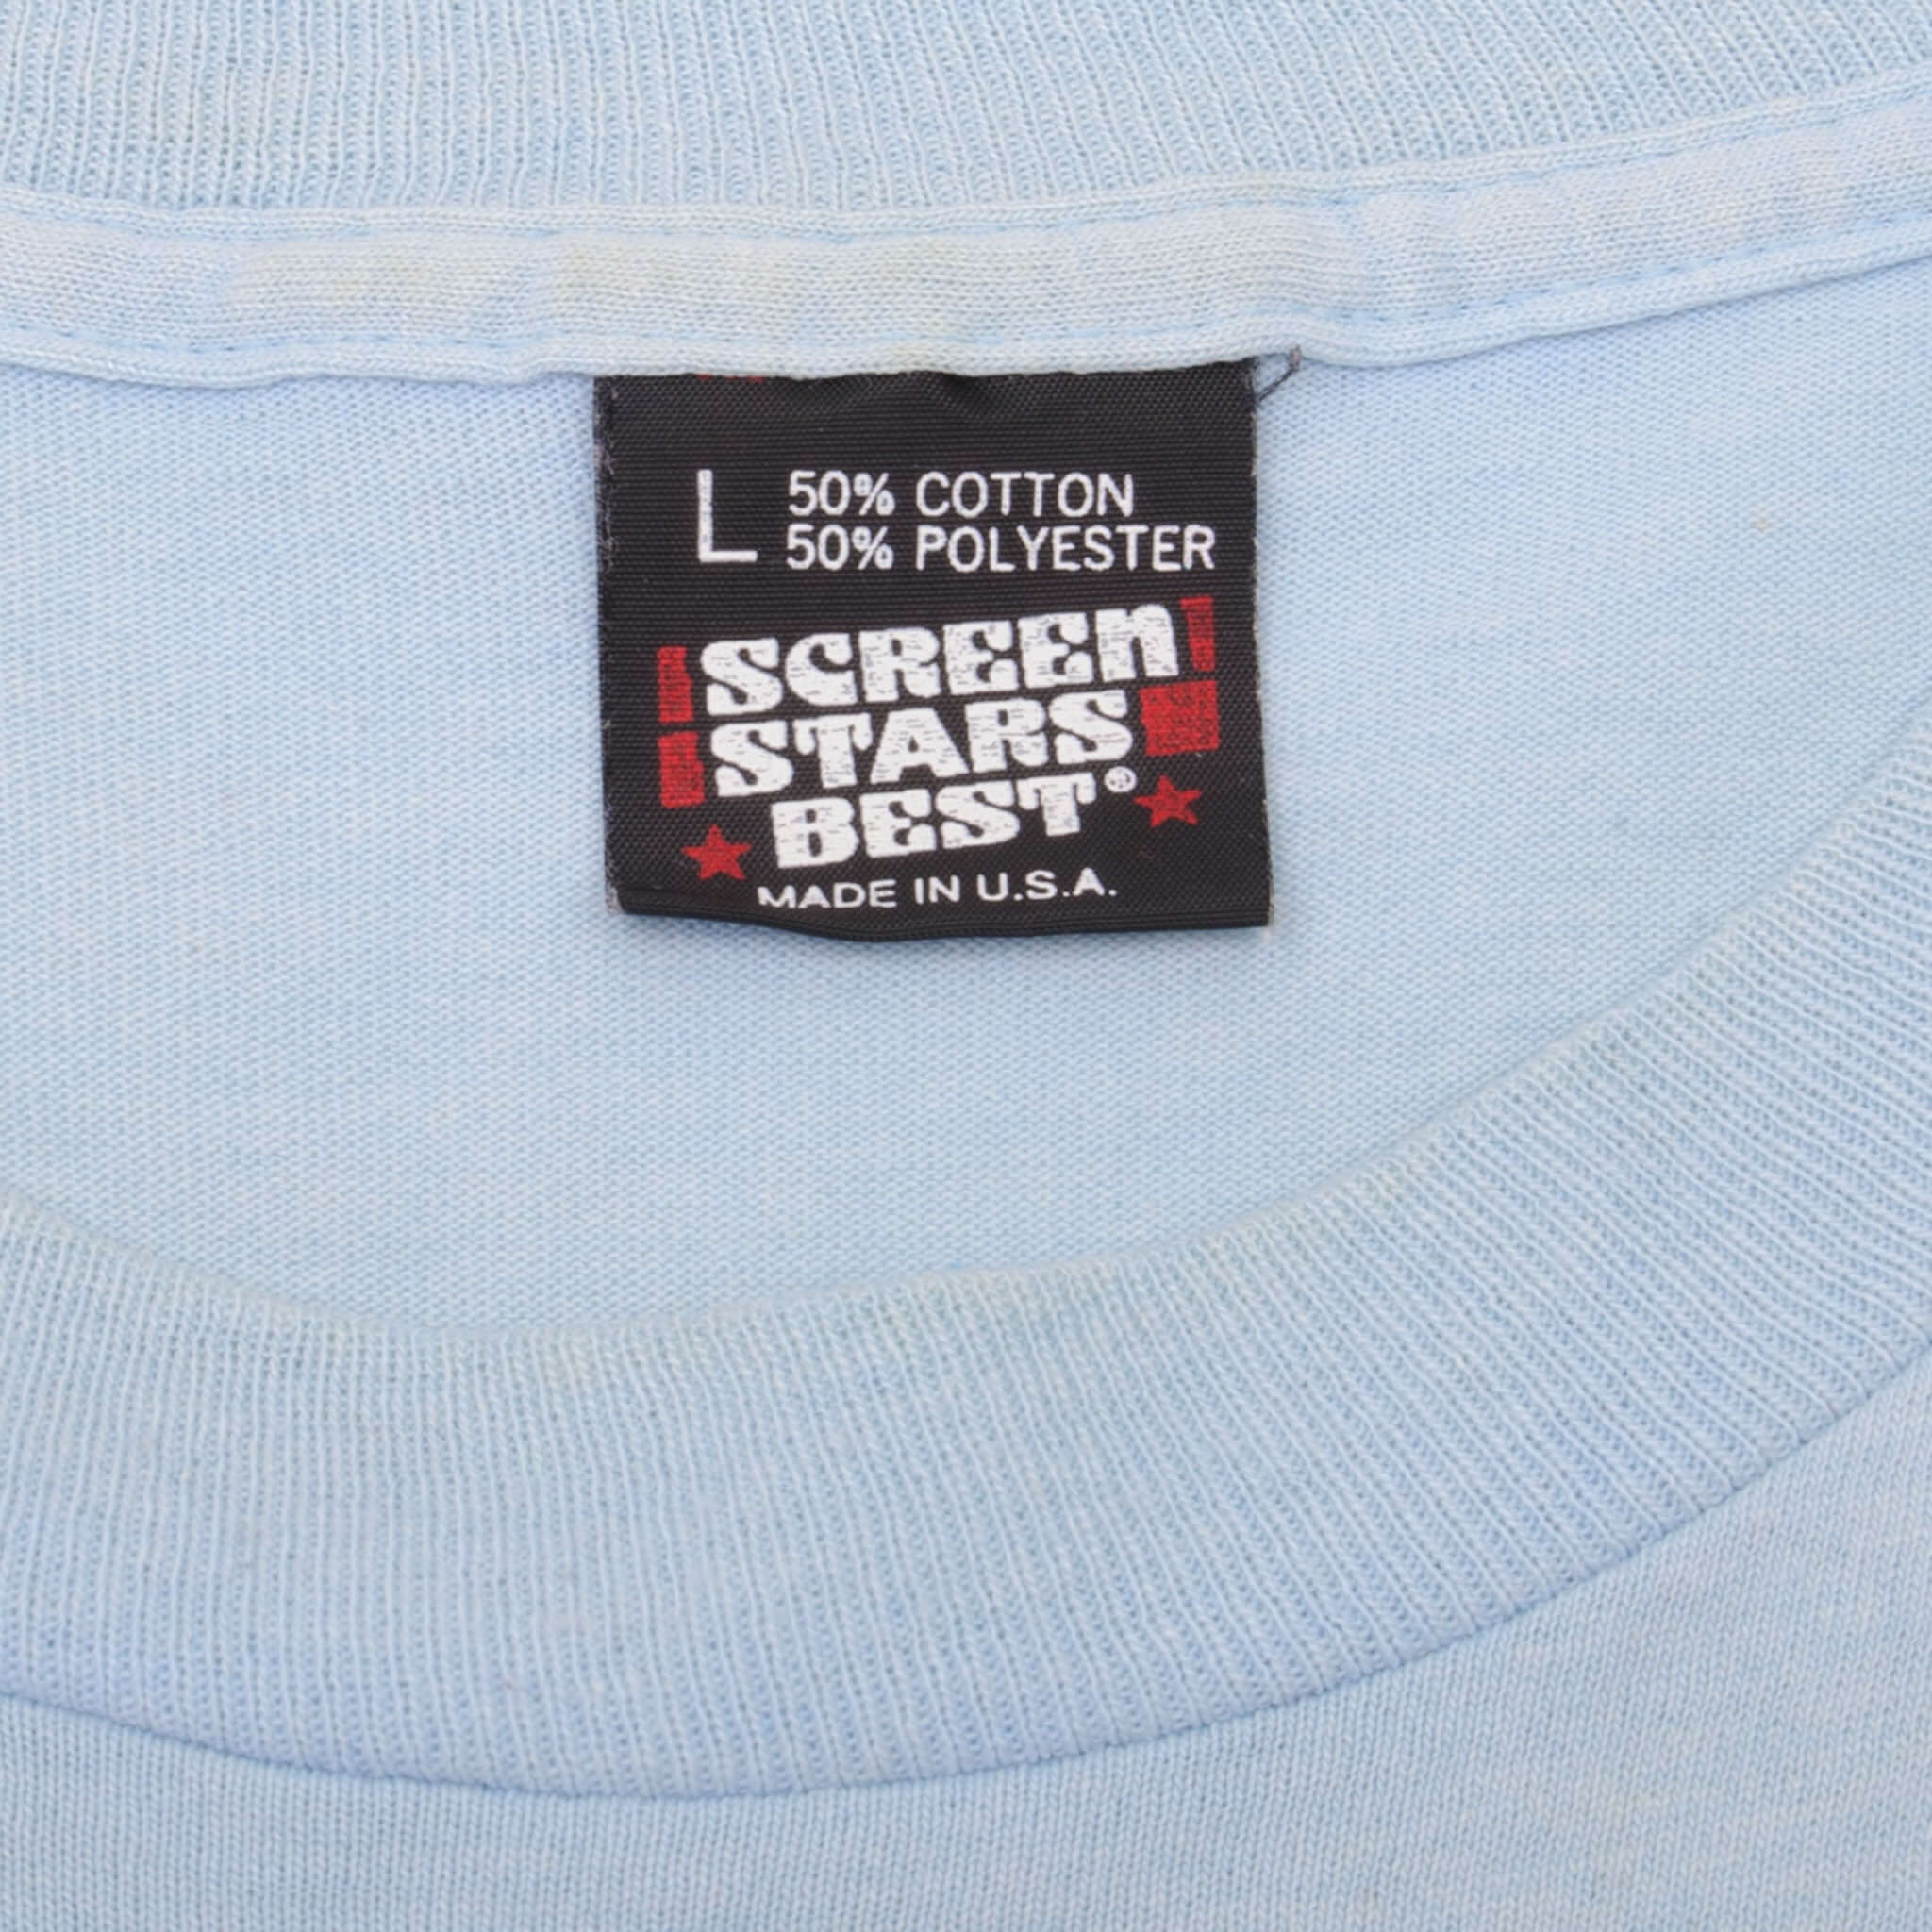 L 50% COTTON
50% POLYESTER
SCREEN
STARS
BEST®
MADE IN U.S.A.